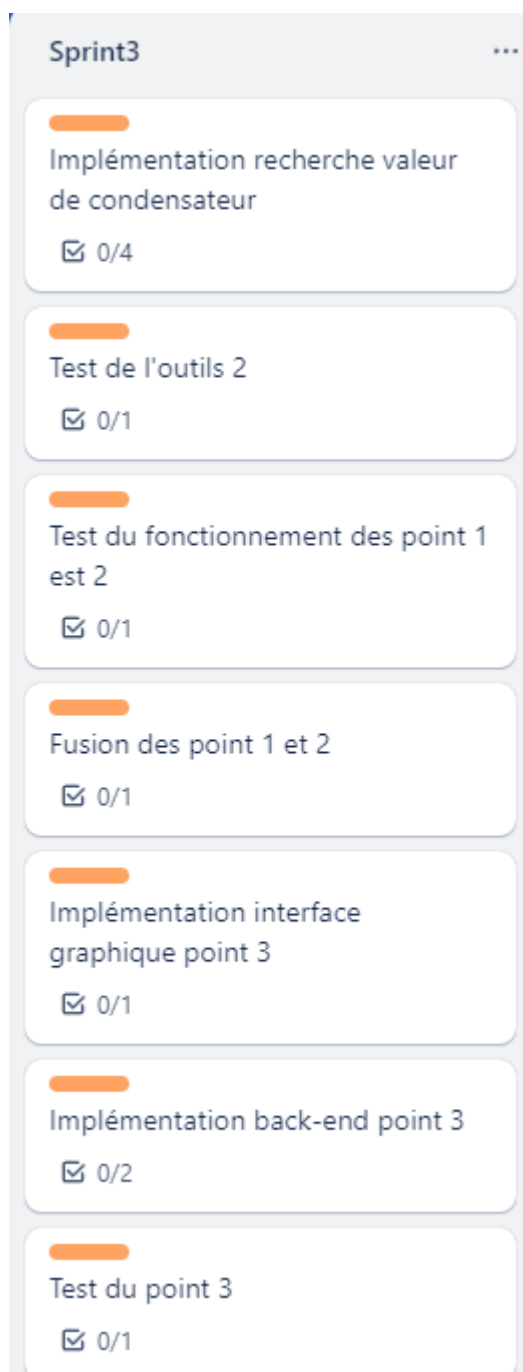 Sprint3 ...
Implémentation recherche valeur
de condensateur
0/4
Test de l'outils 2
0/1
Test du fonctionnement des point 1
est 2
0/1
Fusion des point 1 et 2
0/1
Implémentation interface
graphique point 3
0/1
Implémentation back-end point 3
0/2
Test du point 3
0/1